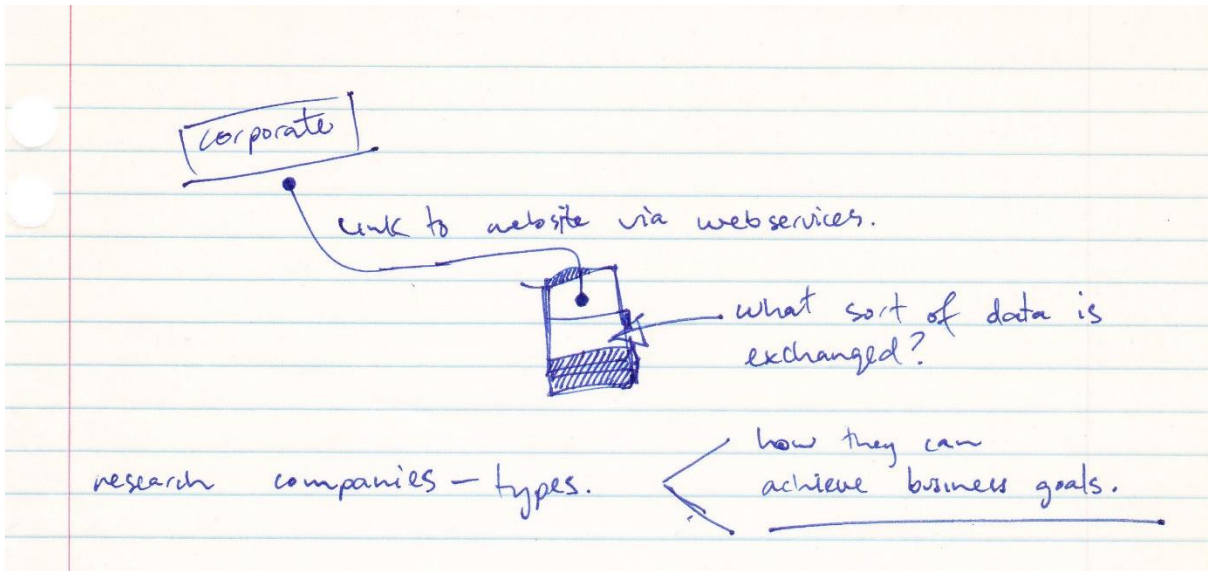 corporate
link to website via webservices.
what sort of data is
exchanged?
how they can
research companies – types.
achieve business goals.